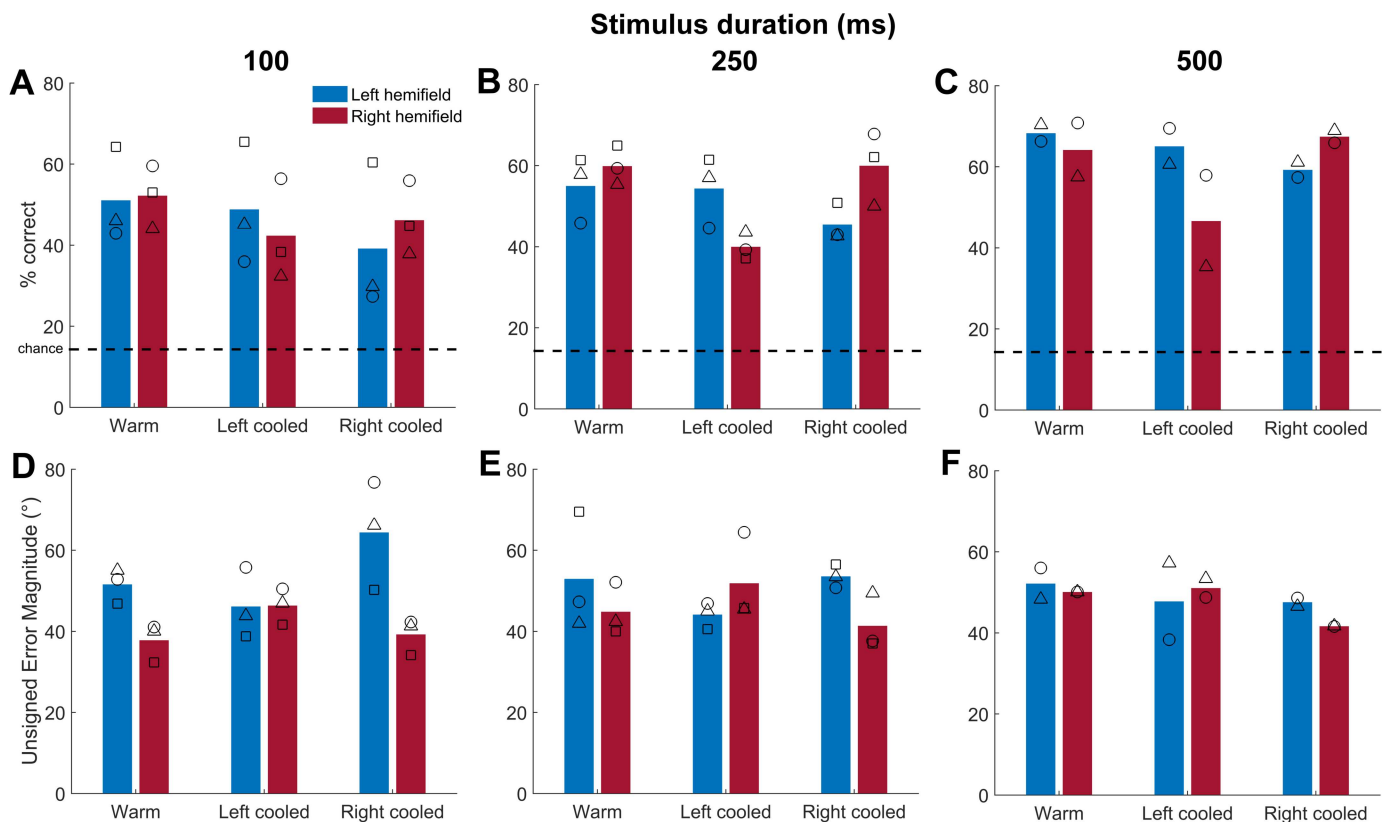 Stimulus duration (ms)
100
250
500
A
80
60
40
20
0
% correct
chance
Left hemifield
Right hemifield
Warm
Left cooled
Right cooled
B
80
60
40
20
0
Warm
Left cooled
Right cooled
C
80
60
40
20
0
Warm
Left cooled
Right cooled
D
80
60
40
20
0
Unsigned Error Magnitude (°)
Warm
Left cooled
Right cooled
E
80
60
40
20
0
Warm
Left cooled
Right cooled
F
80
60
40
20
0
Warm
Left cooled
Right cooled